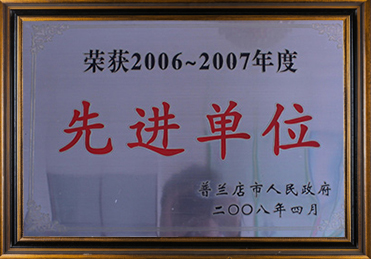 荣获2006~2007年度
先进单位
普兰店市人民政府
二〇〇八年四月